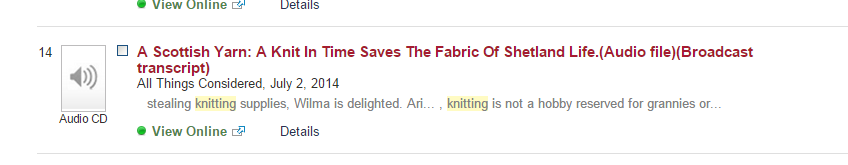 View Online Details
14 A Scottish Yarn: A Knit In Time Saves The Fabric Of Shetland Life.(Audio file)(Broadcast
transcript)
All Things Considered, July 2, 2014
stealing knitting supplies, Wilma is delighted. Ari... , knitting is not a hobby reserved for grannies or...
Audio CD
View Online Details